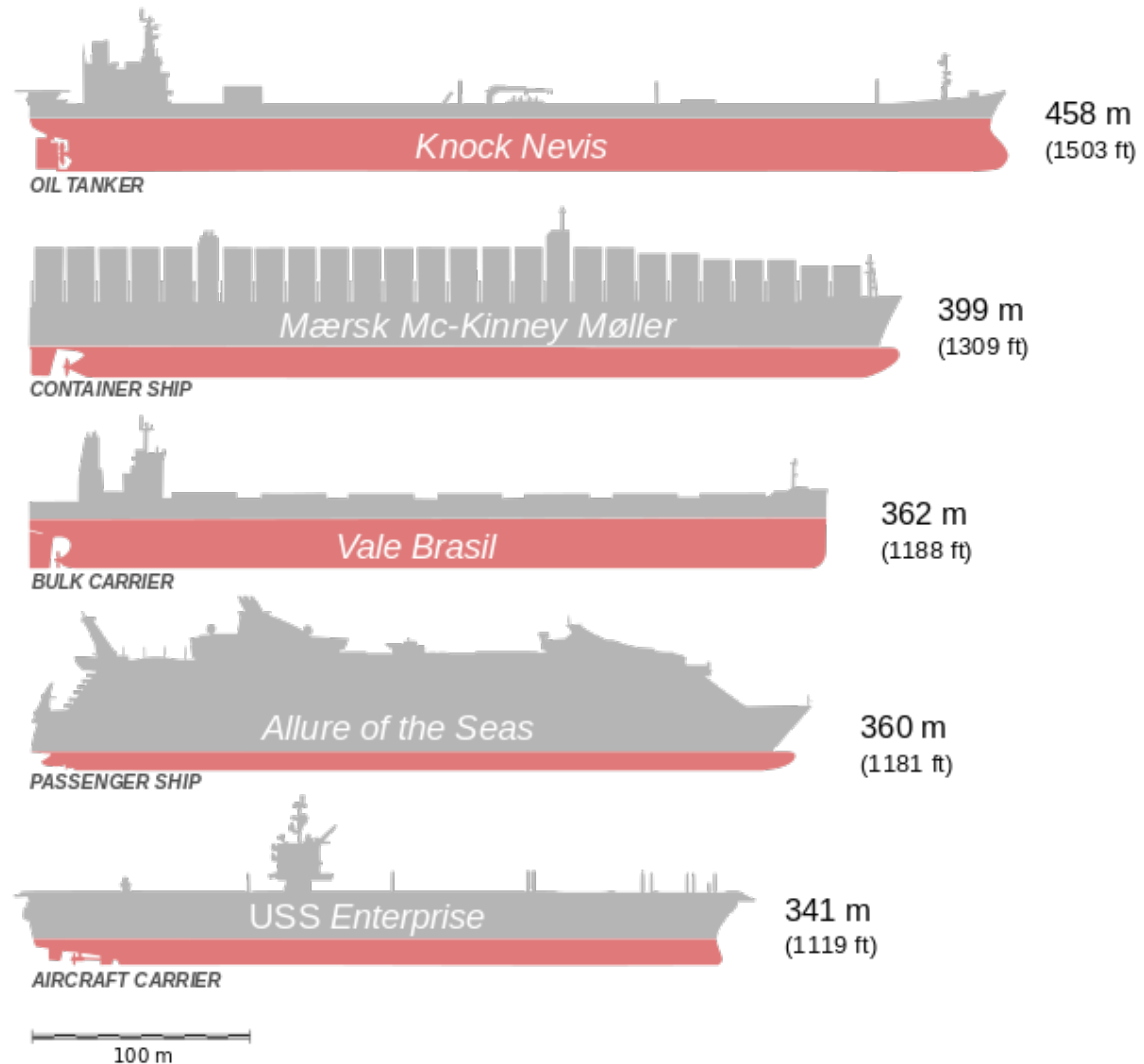 Knock Nevis
458 m
(1503 ft)
OIL TANKER
Mærsk Mc-Kinney Møller
399 m
(1309 ft)
CONTAINER SHIP
Vale Brasil
362 m
(1188 ft)
BULK CARRIER
Allure of the Seas
360 m
(1181 ft)
PASSENGER SHIP
USS Enterprise
341 m
(1119 ft)
AIRCRAFT CARRIER
100 m